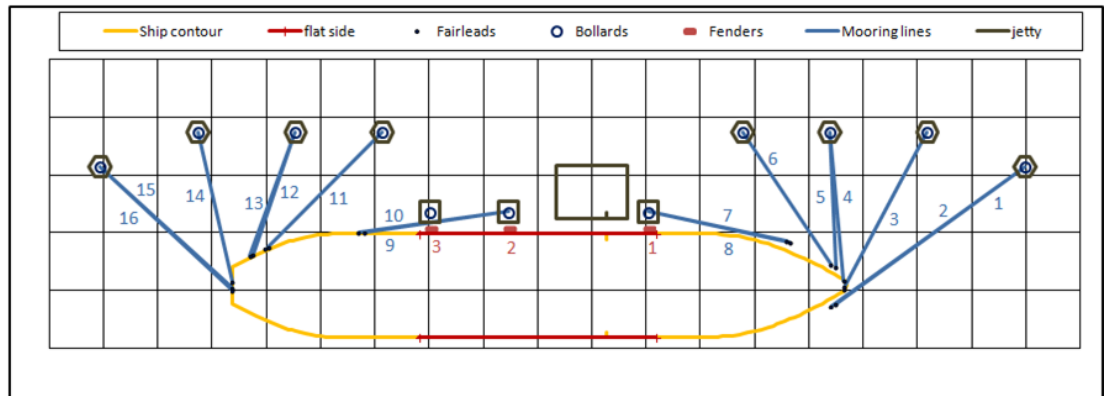 Ship contour flat side Fairleads Bollards Fenders Mooring lines jetty
6
15 14 13 12 11 5 4
16 10 7 3 2 1
9 3 2 1 8